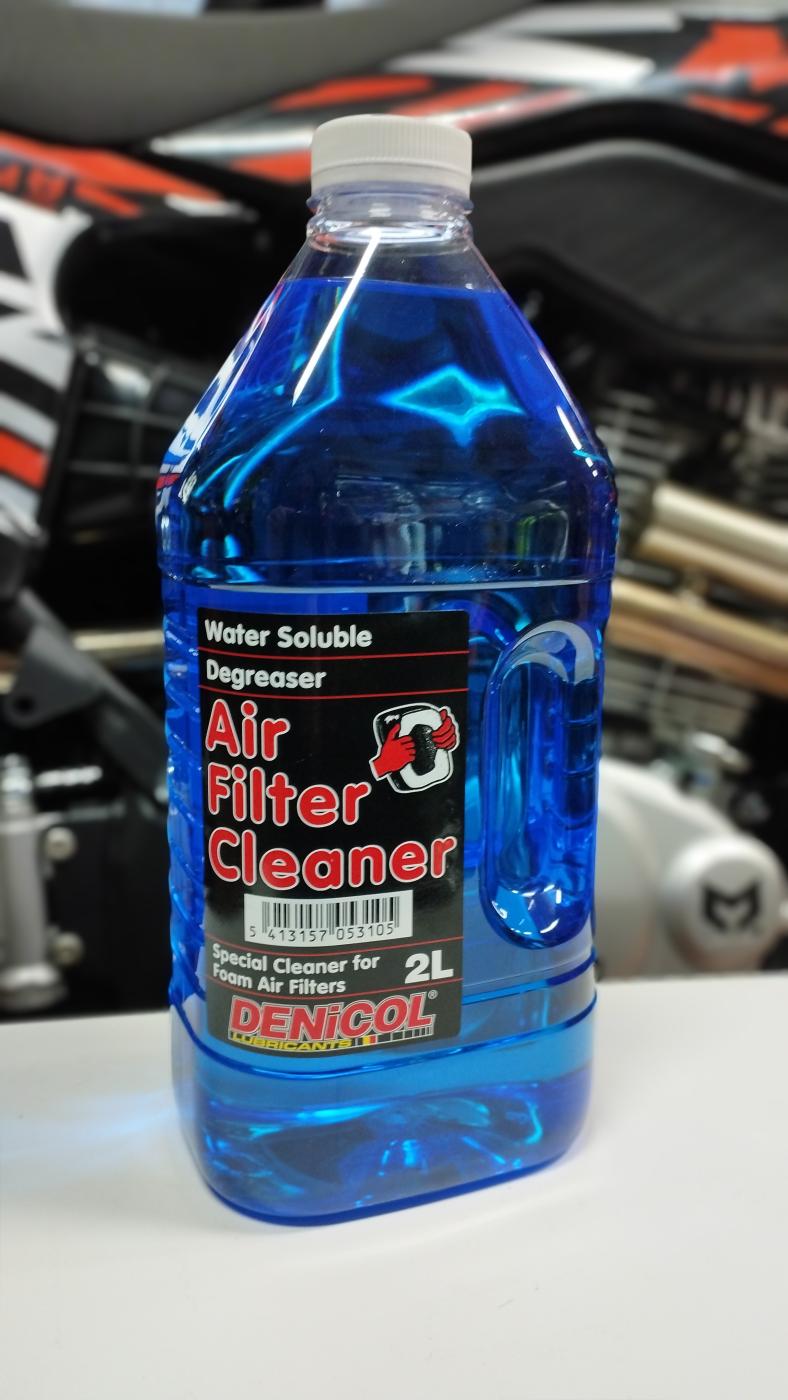 Water Soluble
Degreaser
Air
Filter
Cleaner
5 413157 053105
Special Cleaner for
Foam Air Filters
2L
DENiCOL®
LUBRICANTS